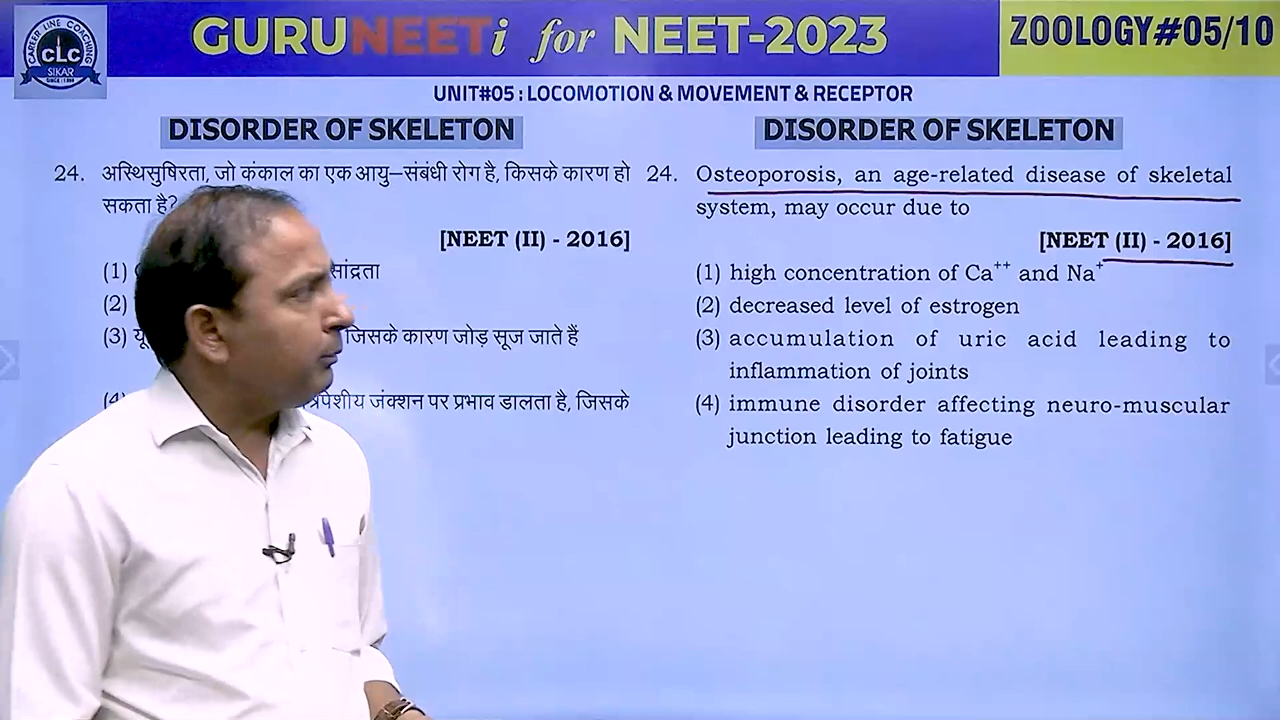 CAREER LINE COACHING
CLC
SIKAR
SINCE : 1996
GURUNEETi for NEET-2023
ZOOLOGY#05/10
UNIT#05 : LOCOMOTION & MOVEMENT & RECEPTOR
DISORDER OF SKELETON
24. अस्थिसुषिरता, जो कंकाल का एक आयु–संबंधी रोग है, किसके कारण हो
सकता है?
[NEET (II) - 2016]
(1) सांद्रता
(2)
(3) यू जिसके कारण जोड़ सूज जाते हैं
(4) त्रपेशीय जंक्शन पर प्रभाव डालता है, जिसके
DISORDER OF SKELETON
24. Osteoporosis, an age-related disease of skeletal
system, may occur due to
[NEET (II) - 2016]
(1) high concentration of Ca⁺⁺ and Na⁺
(2) decreased level of estrogen
(3) accumulation of uric acid leading to
inflammation of joints
(4) immune disorder affecting neuro-muscular
junction leading to fatigue